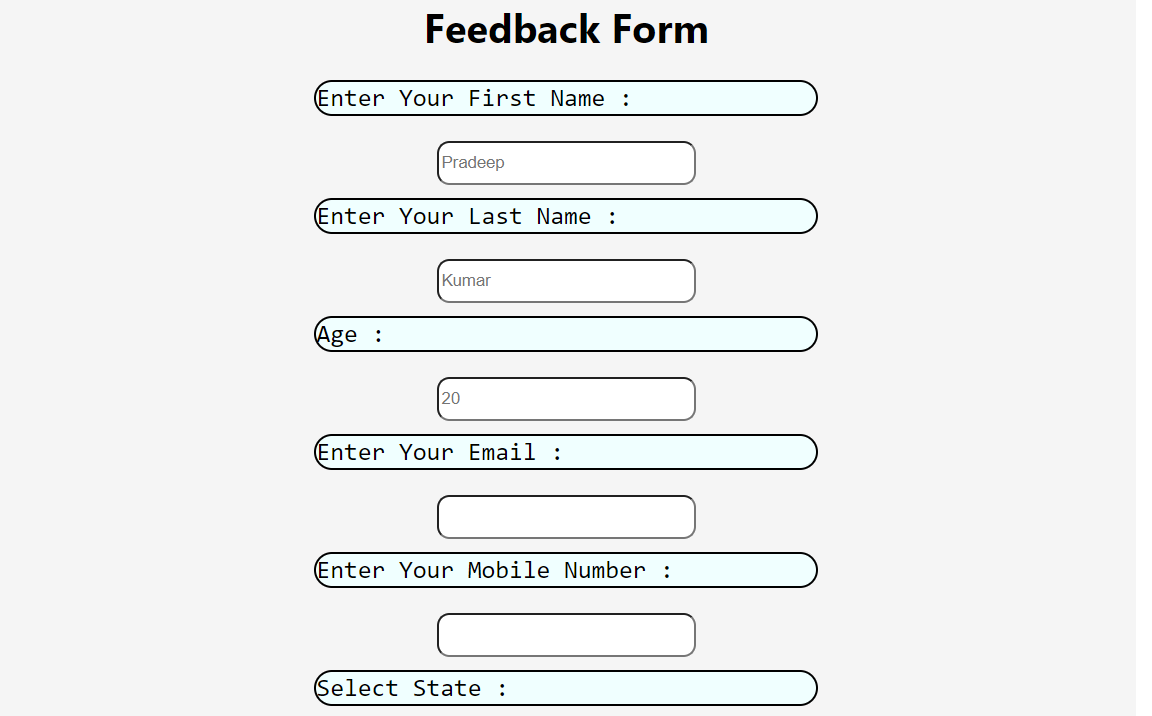 Feedback Form
Enter Your First Name :
Pradeep
Enter Your Last Name :
Kumar
Age :
20
Enter Your Email :
Enter Your Mobile Number :
Select State :